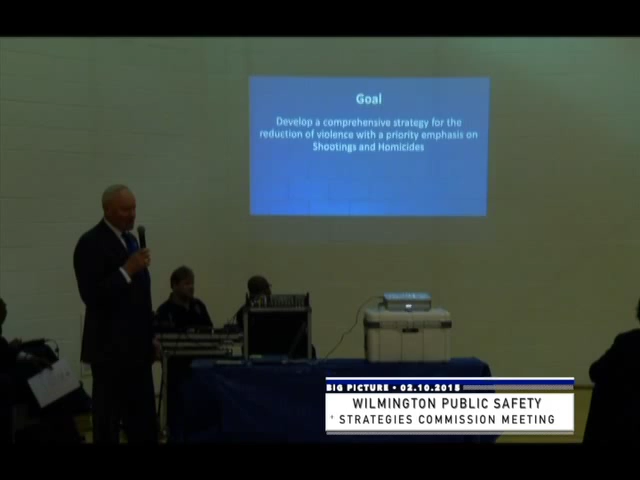 Goal
Develop a comprehensive strategy for the
reduction of violence with a priority emphasis on
Shootings and Homicides
BIG PICTURE • 02.10.2015
WILMINGTON PUBLIC SAFETY
STRATEGIES COMMISSION MEETING